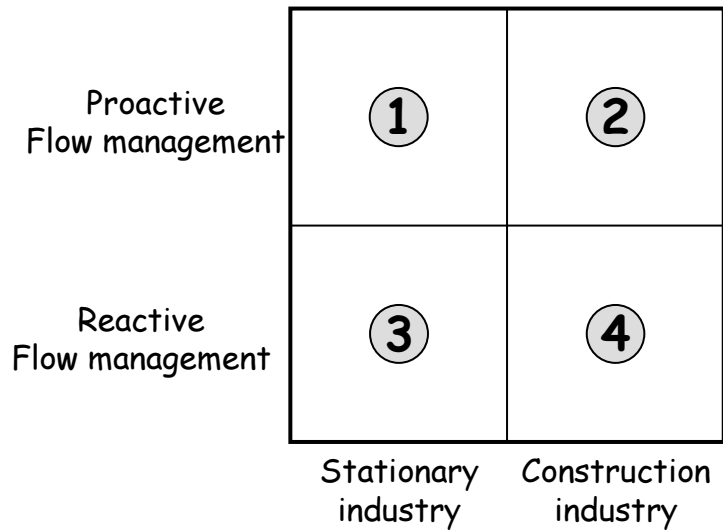 Proactive
Flow management
1
2
Reactive
Flow management
3
4
Stationary
industry
Construction
industry